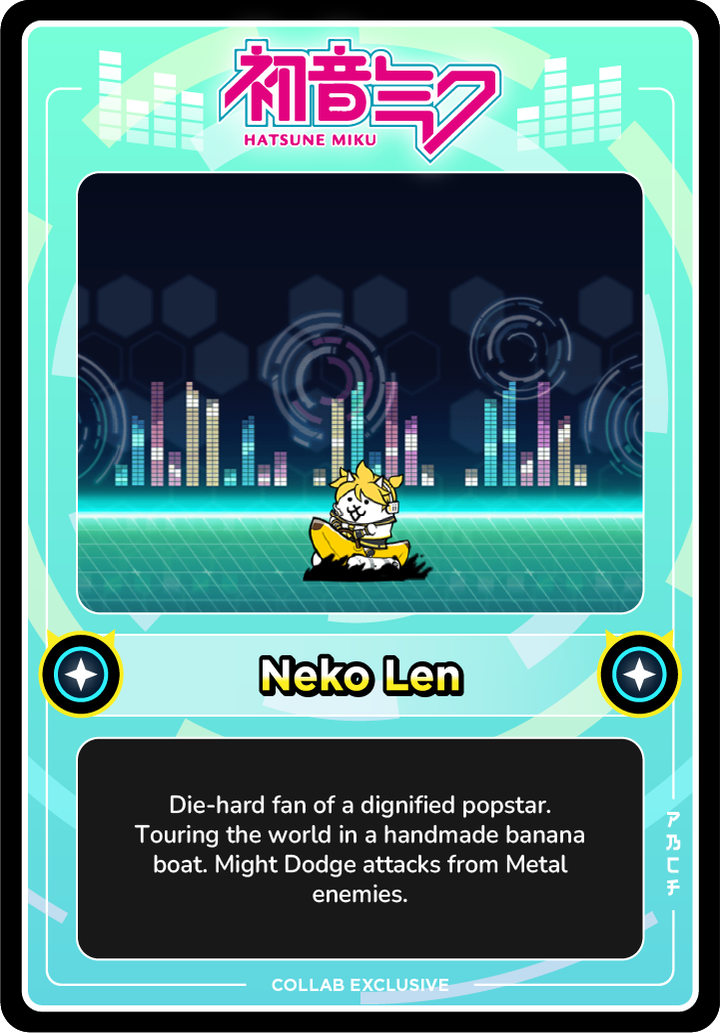 初音ミク
HATSUNE MIKU
Neko Len
Die-hard fan of a dignified popstar.
Touring the world in a handmade banana
boat. Might Dodge attacks from Metal
enemies.
COLLAB EXCLUSIVE